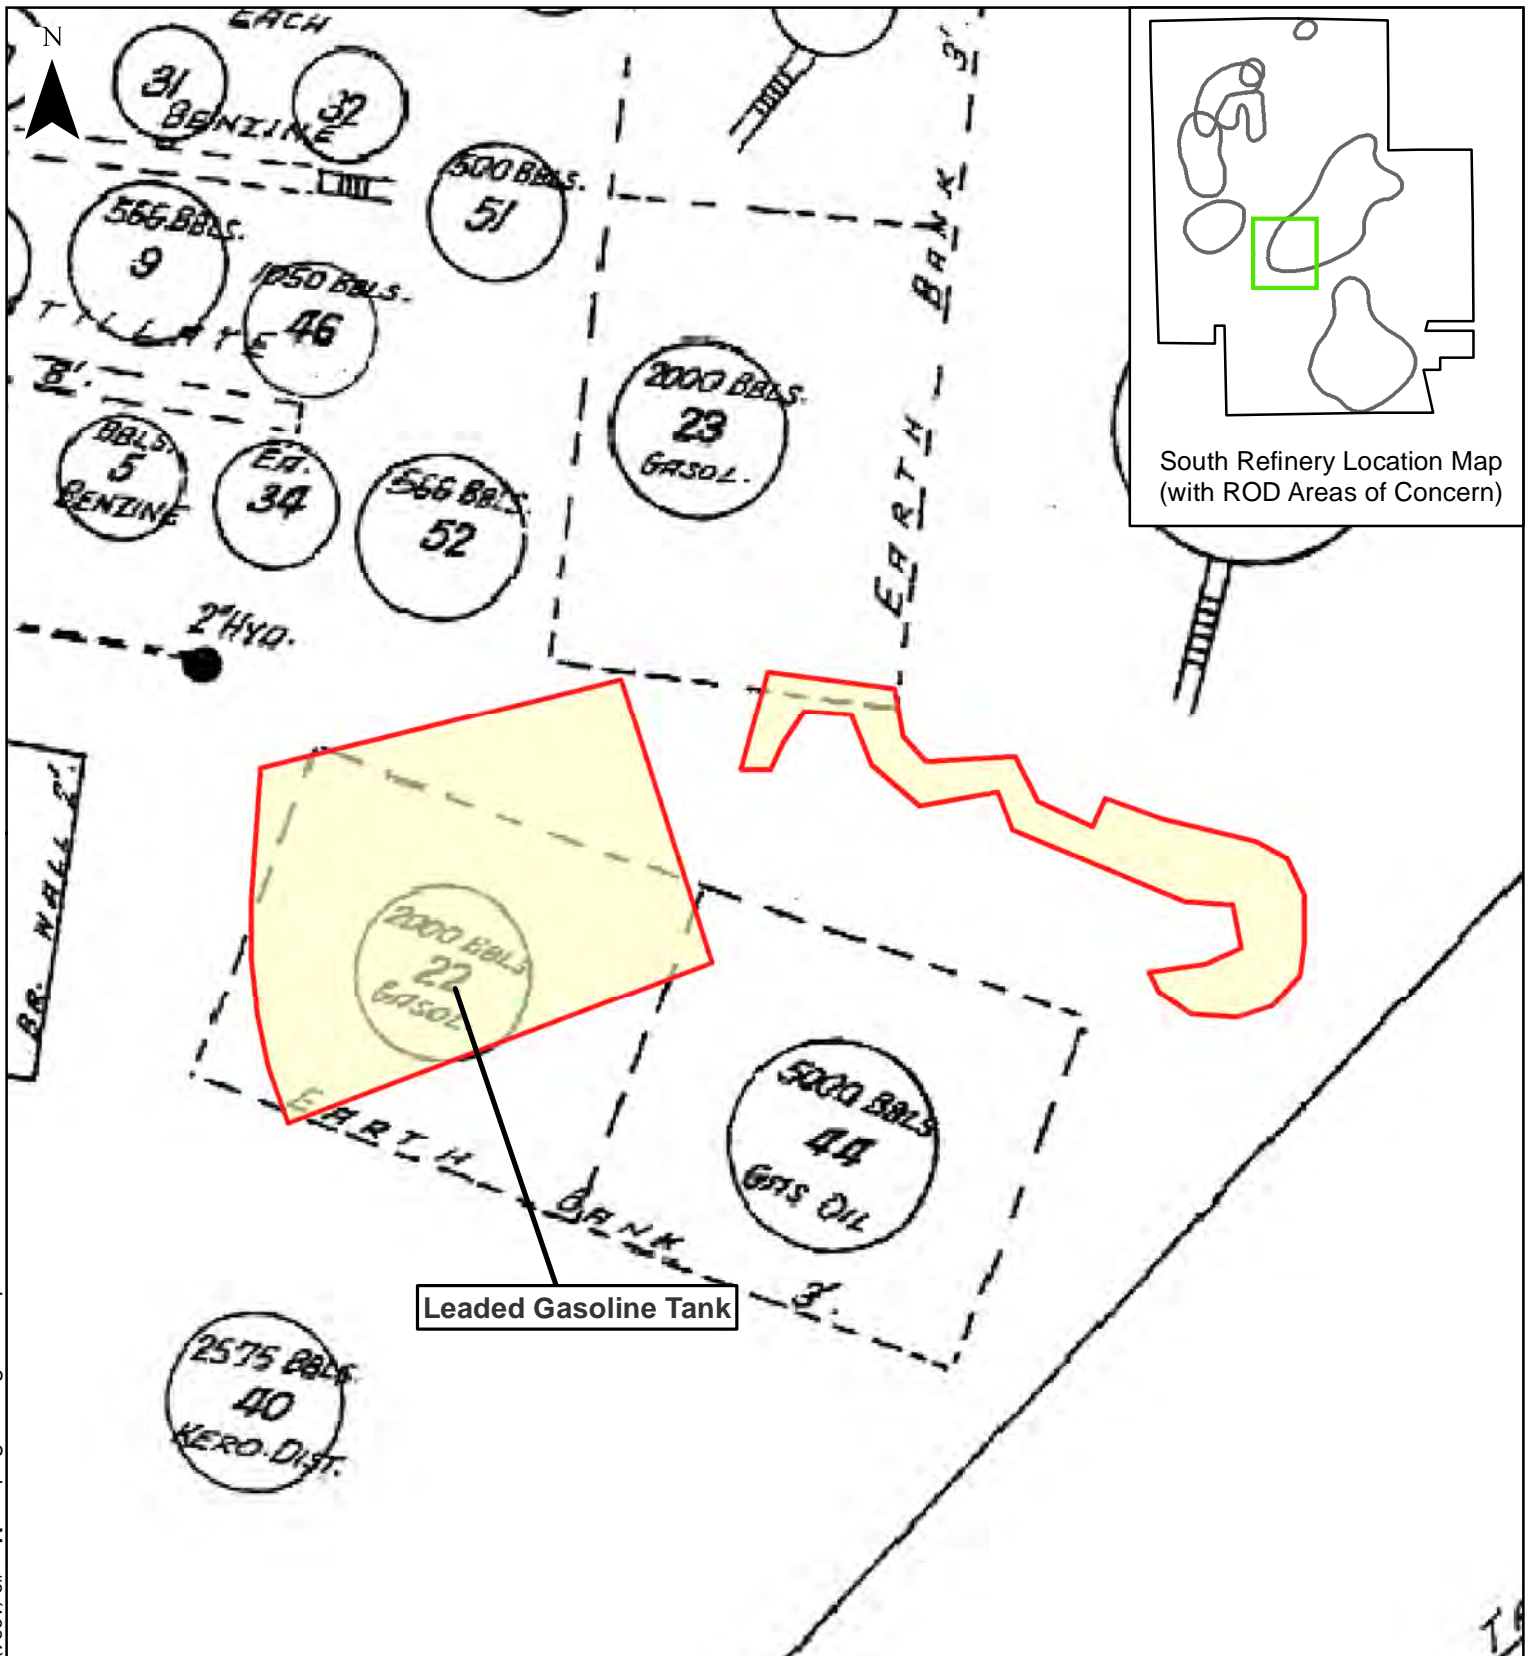 EACH
N
31
32
BENZINE
500 BBLS.
51
566 BBLS.
9
1050 BBLS.
46
TILLATE
8'.
BBLS.
5
BENZINE
EA.
34
566 BBLS.
52
2000 BBLS.
23
GASOL.
EARTH BANK 3'.
South Refinery Location Map
(with ROD Areas of Concern)
2" HYD.
BR. WALL 2'.
2000 BBLS
22
GASOL.
5000 BBLS
44
GAS OIL
EARTH BANK 3'.
Leaded Gasoline Tank
2575 BBLS.
40
KERO. DIST.